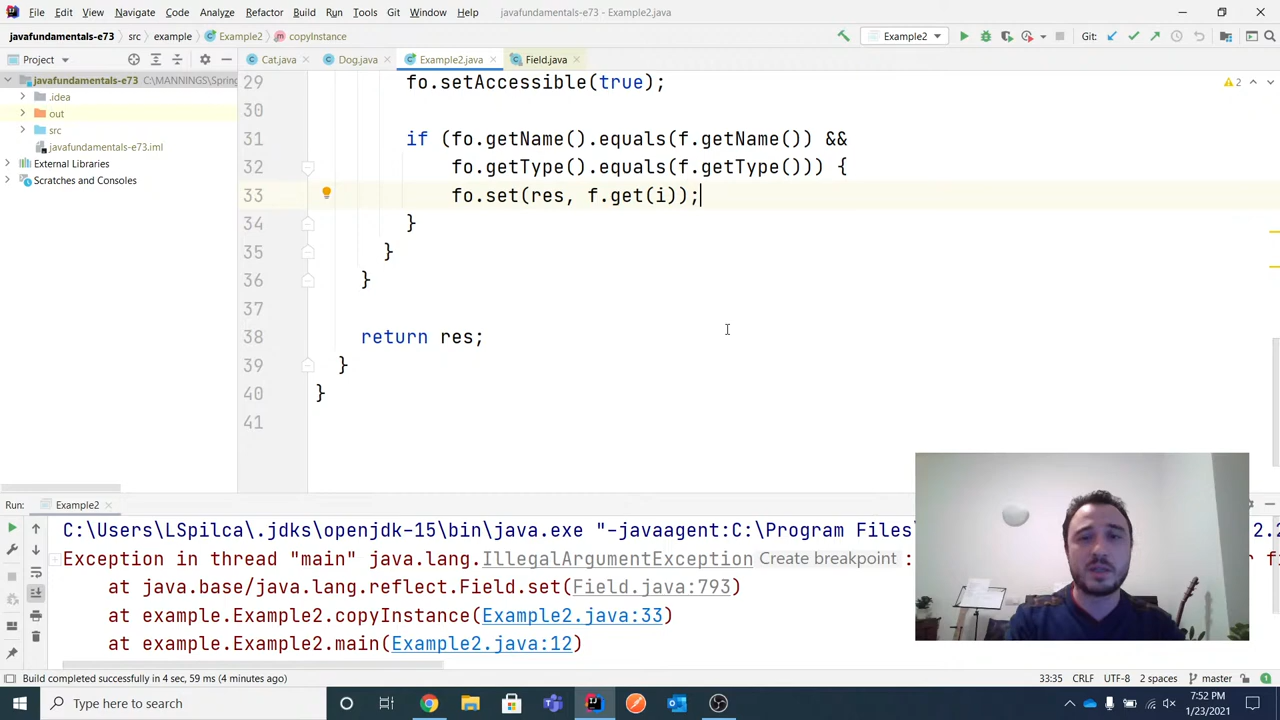 File Edit View Navigate Code Analyze Refactor Build Run Tools Git Window Help javafundamentals-e73 - Example2.java
javafundamentals-e73 src example Example2 copyInstance Example2 Git:
Project Cat.java Dog.java Example2.java Field.java
javafundamentals-e73 C:\MANNINGS\Spring
.idea
out
src
javafundamentals-e73.iml
External Libraries
Scratches and Consoles
29 fo.setAccessible(true); 2
30
31 if (fo.getName().equals(f.getName()) &&
32 fo.getType().equals(f.getType())) {
33 fo.set(res, f.get(i));
34 }
35 }
36 }
37
38 return res;
39 }
40 }
41
Run: Example2
C:\Users\LSpilca\.jdks\openjdk-15\bin\java.exe "-javaagent:C:\Program Files
Exception in thread "main" java.lang.IllegalArgumentException Create breakpoint :
at java.base/java.lang.reflect.Field.set(Field.java:793)
at example.Example2.copyInstance(Example2.java:33)
at example.Example2.main(Example2.java:12)
Build completed successfully in 4 sec, 59 ms (4 minutes ago) 33:35 CRLF UTF-8 2 spaces master
Type here to search 7:52 PM
1/23/2021